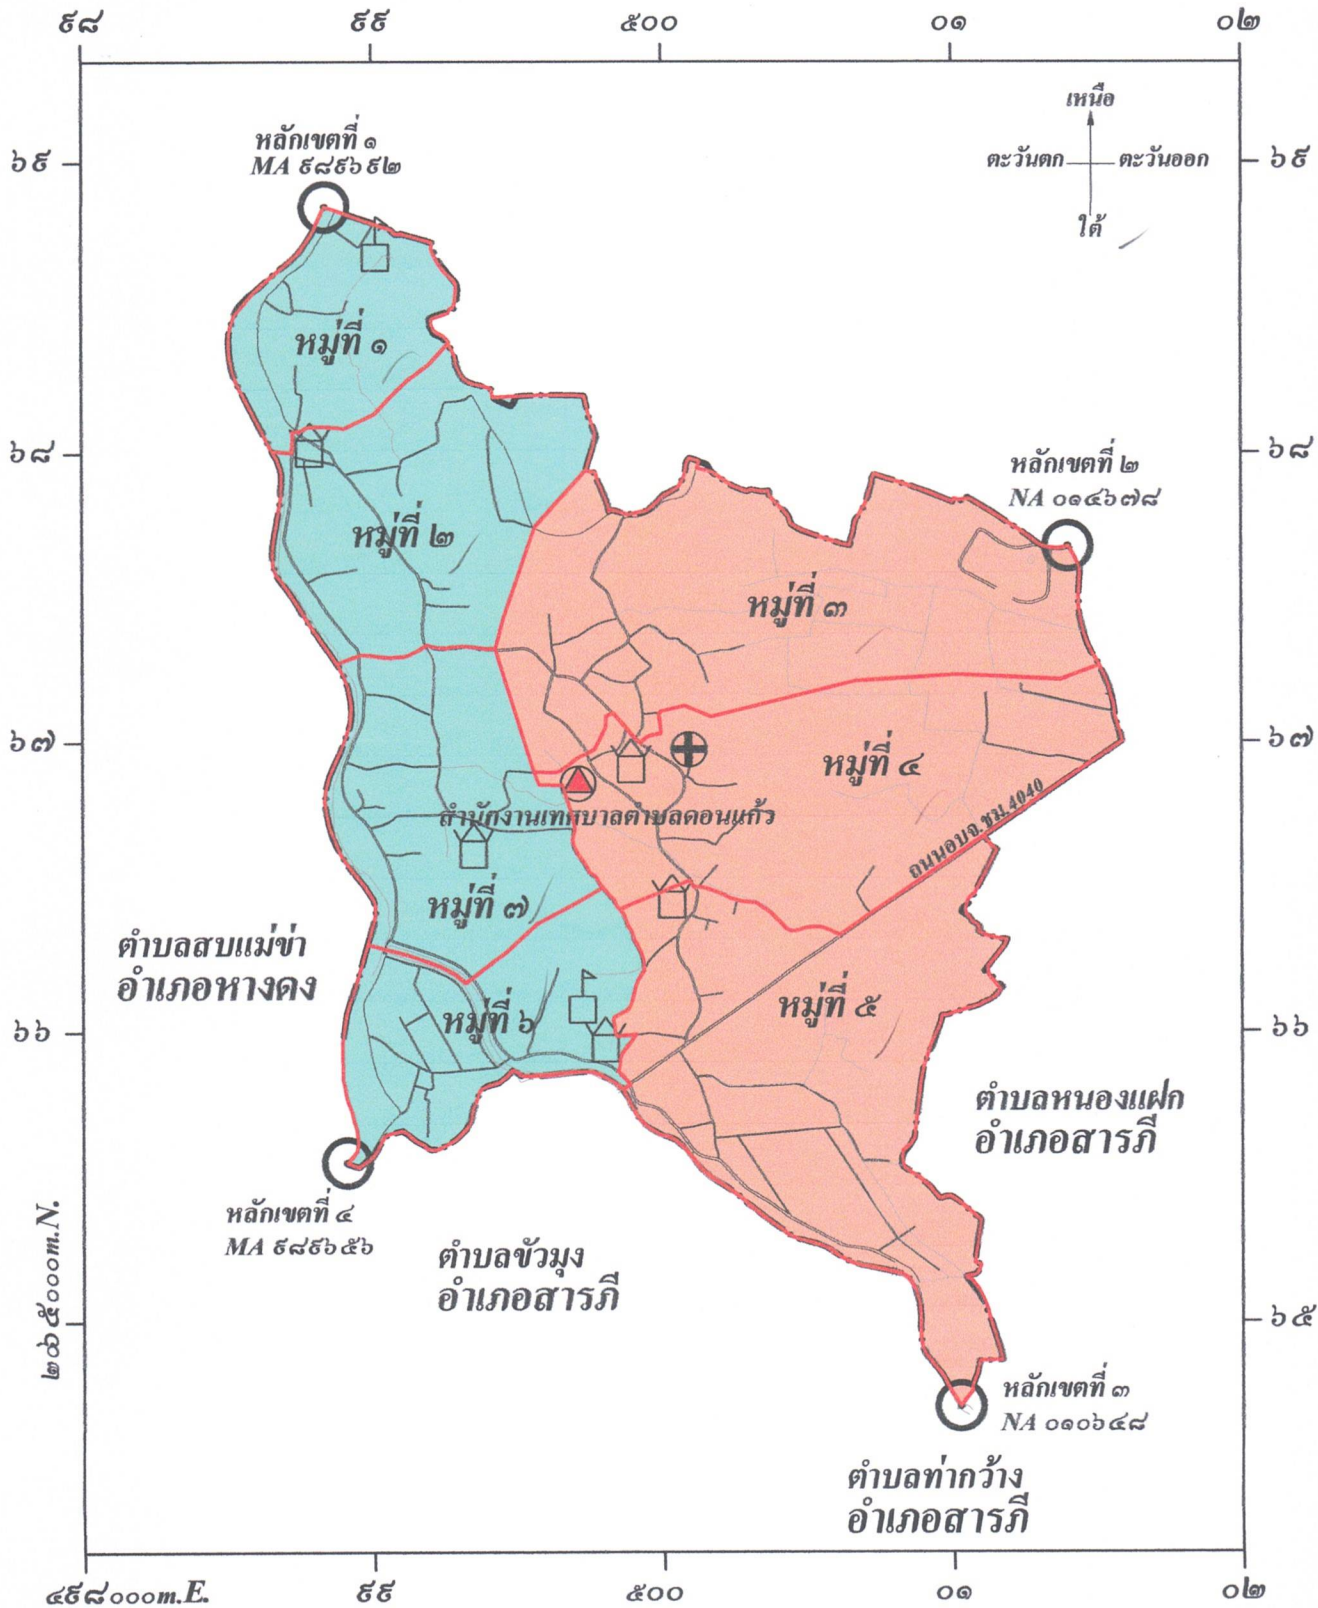 ๙๘ ๙๙ ๕๐๐ ๐๑ ๐๒
เหนือ
ตะวันตก ตะวันออก
ใต้
หลักเขตที่ ๑
MA ๙๘๙๖๙๒
๖๙ ๖๙
หมู่ที่ ๑
๖๘ ๖๘
หลักเขตที่ ๒
NA ๐๑๔๖๗๘
หมู่ที่ ๒
หมู่ที่ ๓
๖๗ ๖๗
หมู่ที่ ๔
สำนักงานเทศบาลตำบลดอนแก้ว
ถนนอบจ.ชม.4040
หมู่ที่ ๗
ตำบลสบแม่ข่า
อำเภอหางดง
หมู่ที่ ๕
หมู่ที่ ๖
๖๖ ๖๖
ตำบลหนองแฝก
อำเภอสารภี
หลักเขตที่ ๔
MA ๙๘๙๖๕๖
ตำบลขัวมุง
อำเภอสารภี
๒๐๖๕๐๐๐m.N.
๖๕
หลักเขตที่ ๓
NA ๐๑๐๖๔๘
ตำบลท่ากว้าง
อำเภอสารภี
๔๙๘๐๐๐m.E. ๙๙ ๕๐๐ ๐๑ ๐๒